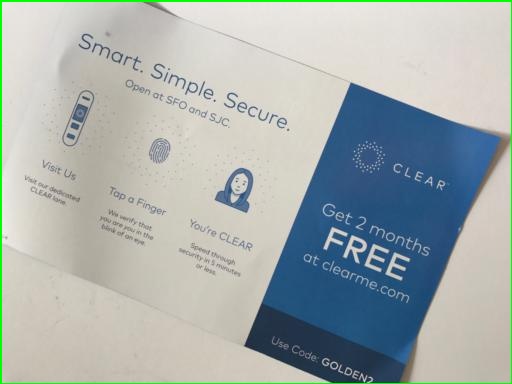 Smart. Simple. Secure.
Open at SFO and SJC.
Visit Us
Visit our dedicated
CLEAR lane.
Tap a Finger
We verify that
you are you in the
blink of an eye.
You're CLEAR
Speed through
security in 5 minutes
or less.
CLEAR
Get 2 months
FREE
at clearme.com
Use Code: GOLDEN2